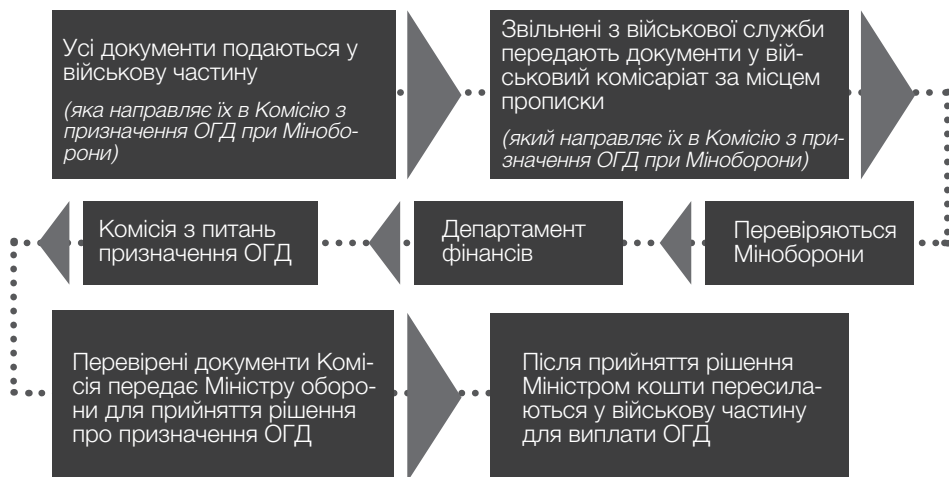 Усі документи подаються у
військову частину
(яка направляє їх в Комісію з
призначення ОГД при Мінобо-
рони)
Звільнені з військової служби
передають документи у вій-
ськовий комісаріат за місцем
прописки
(який направляє їх в Комісію з при-
значення ОГД при Міноборони)
Перевіряються
Міноборони
Департамент
фінансів
Комісія з питань
призначення ОГД
Перевірені документи Комі-
сія передає Міністру оборо-
ни для прийняття рішення
про призначення ОГД
Після прийняття рішення
Міністром кошти пересила-
ються у військову частину
для виплати ОГД